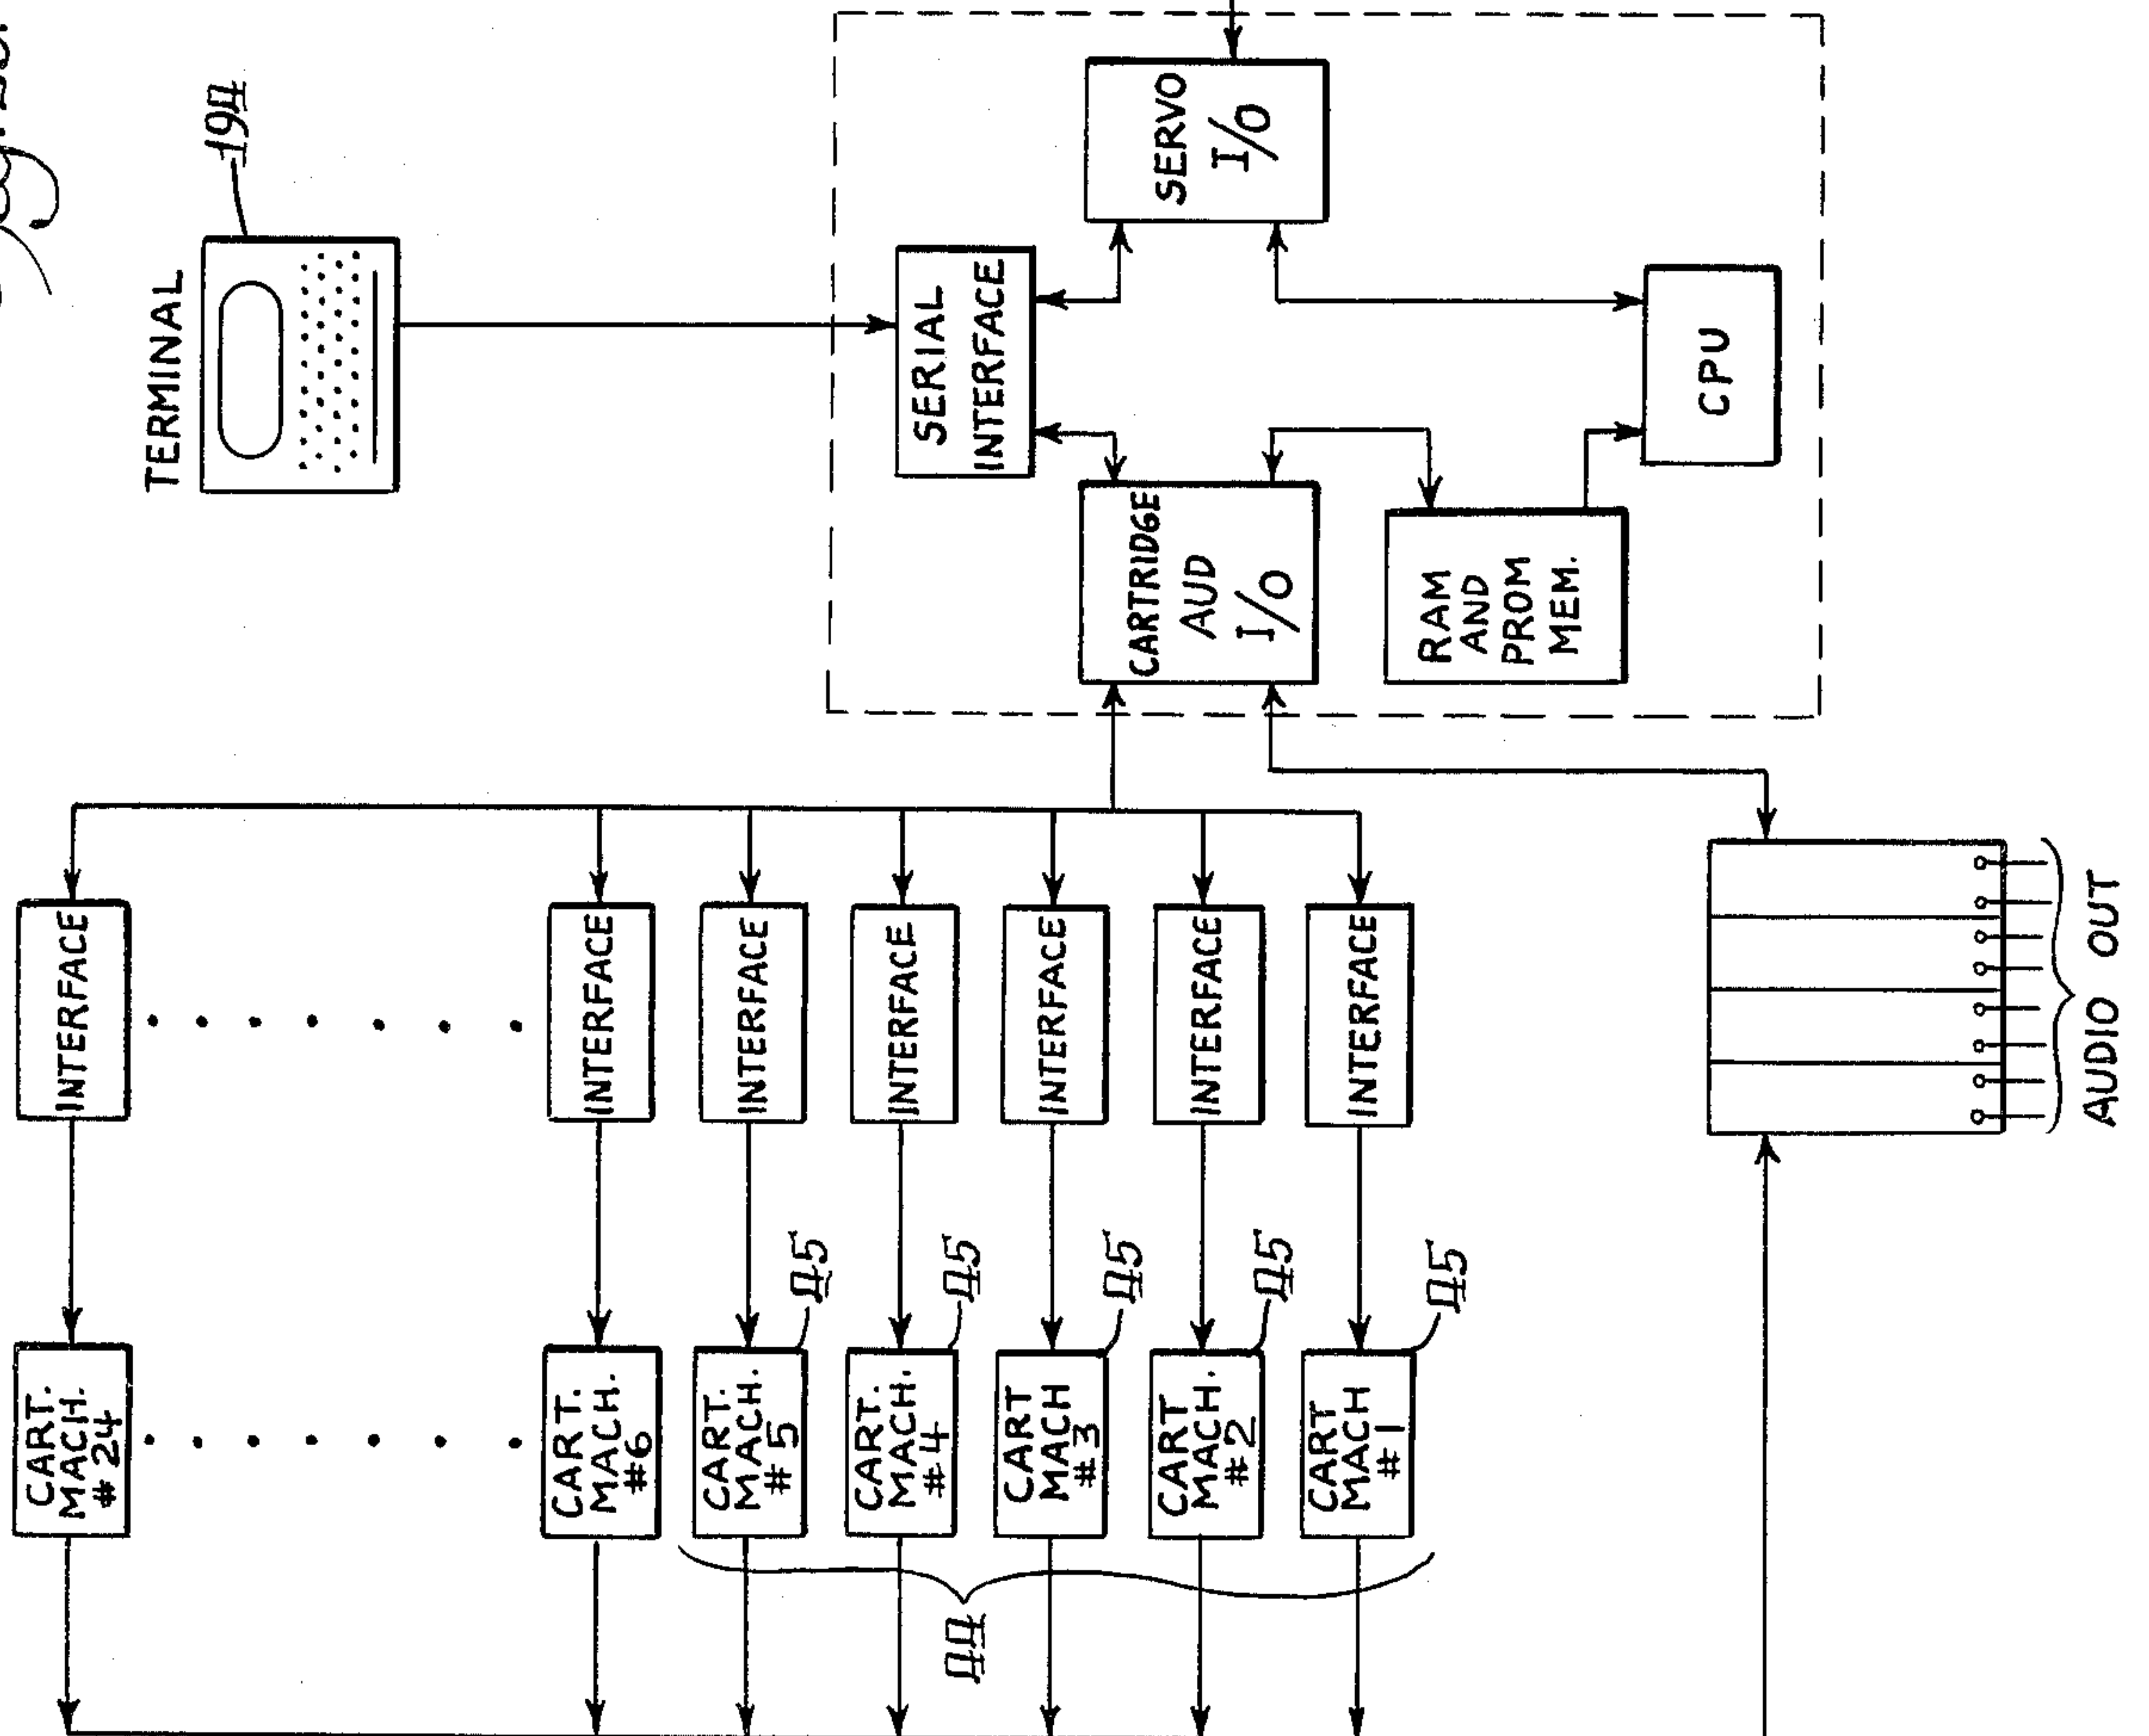 CART.
MACH.
#24
INTERFACE
TERMINAL
194
CART.
MACH.
#6
INTERFACE
CART.
MACH.
#5
45
INTERFACE
CART.
MACH.
#4
45
INTERFACE
44
CART
MACH
#3
45
INTERFACE
CART
MACH.
#2
45
INTERFACE
CART
MACH
#1
45
INTERFACE
SERIAL
INTERFACE
CARTRIDGE
AUD
I/O
SERVO
I/O
RAM
AND
PROM
MEM.
CPU
AUDIO OUT